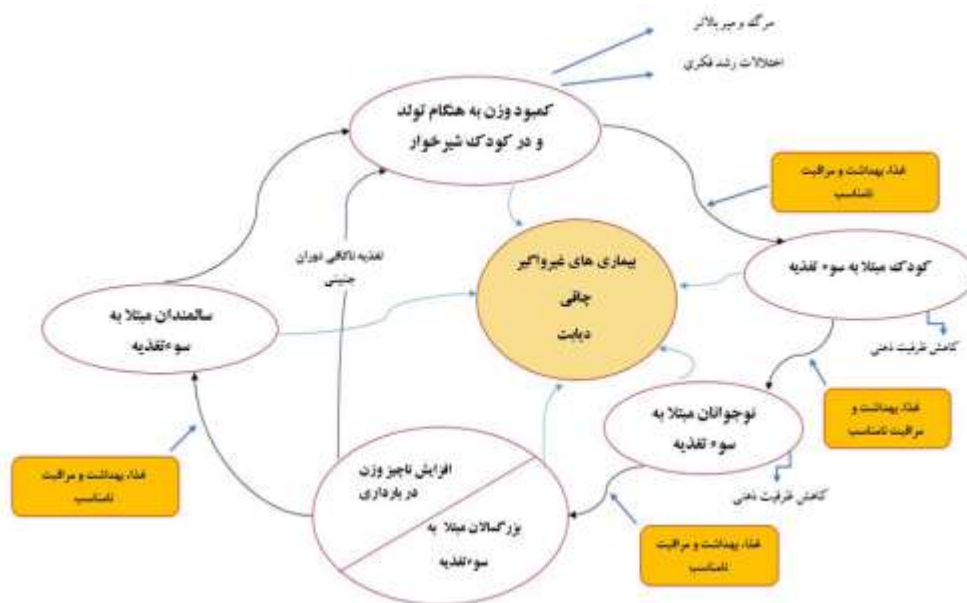 مرگ و میر بالاتر
اختلالات رشد فکری
کمبود وزن به هنگام تولد
و در کودک شیرخوار
غذا، بهداشت و مراقبت
نامناسب
کودک مبتلا به سوء تغذیه
کاهش ظرفیت ذهنی
بیماری های غیرواگیر
چاقی
دیابت
تغذیه ناکافی دوران
جنینی
سالمندان مبتلا به
سوءتغذیه
غذا، بهداشت و
مراقبت نامناسب
نوجوانان مبتلا به
سوء تغذیه
کاهش ظرفیت ذهنی
غذا، بهداشت و مراقبت
نامناسب
افزایش ناچیز وزن
در بارداری
بزرگسالان مبتلا به
سوءتغذیه
غذا، بهداشت و مراقبت
نامناسب